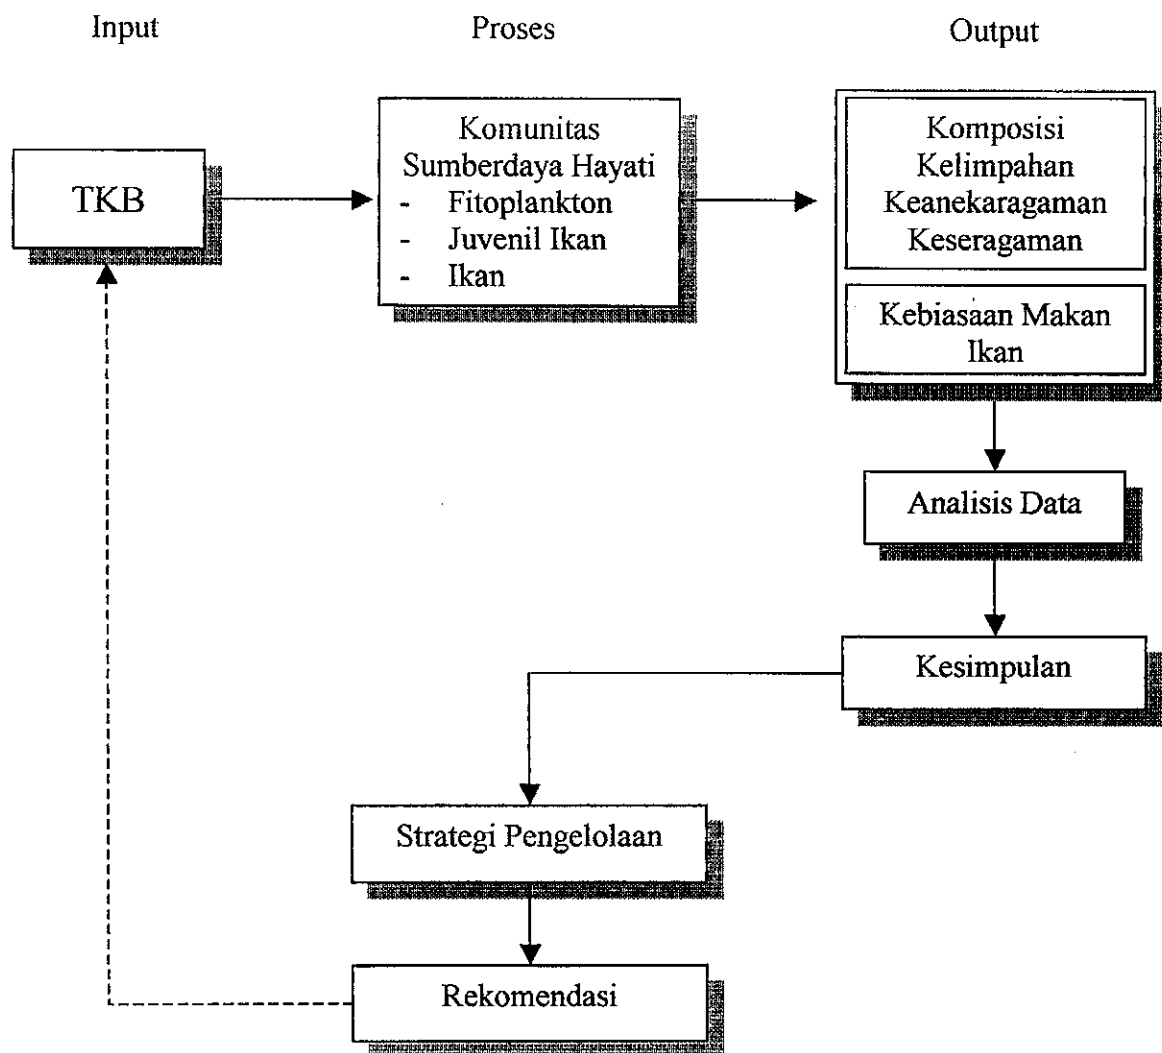 Input
Proses
Output
TKB
Komunitas
Sumberdaya Hayati
- Fitoplankton
- Juvenil Ikan
- Ikan
Komposisi
Kelimpahan
Keanekaragaman
Keseragaman
Kebiasaan Makan
Ikan
Analisis Data
Kesimpulan
Strategi Pengelolaan
Rekomendasi